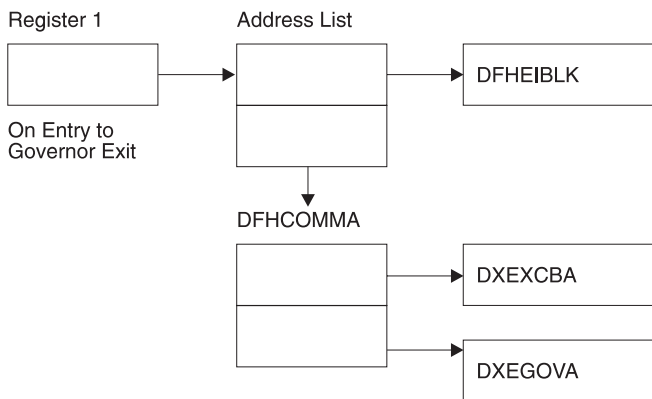 Register 1
Address List
DFHEIBLK
On Entry to
Governor Exit
DFHCOMMA
DXEXCBA
DXEGOVA